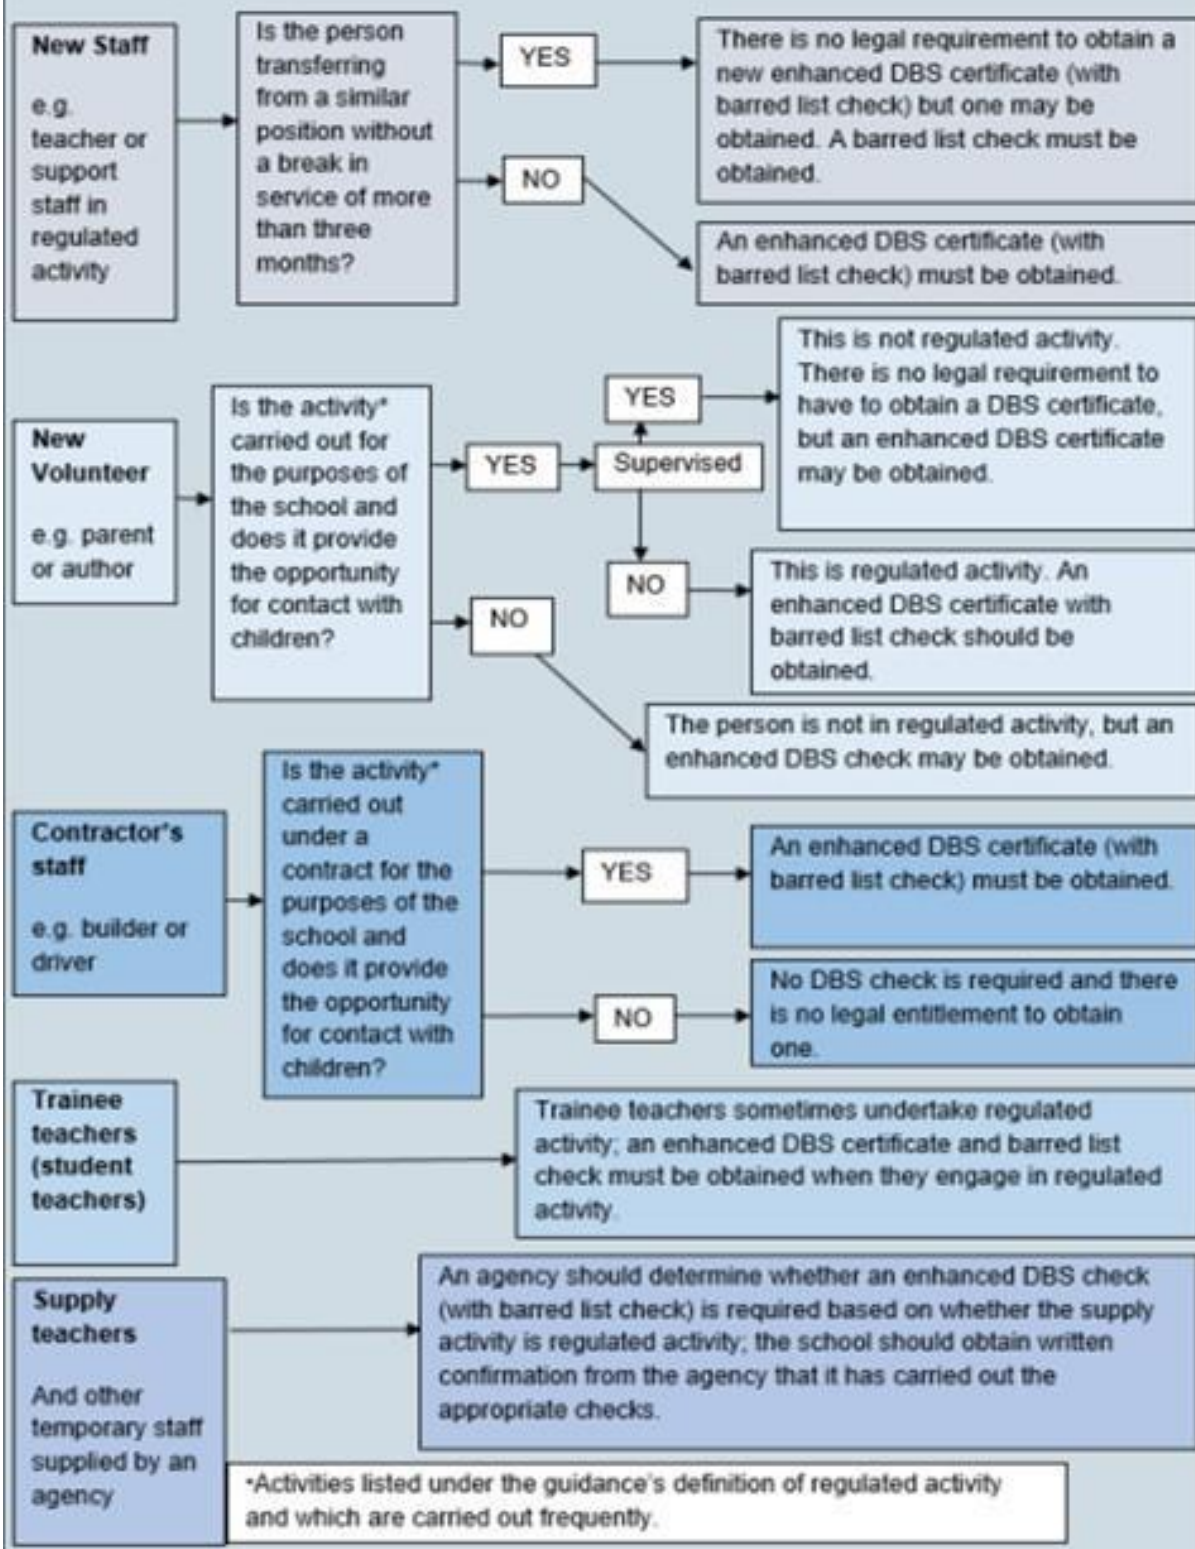 New Staff
e.g.
teacher or
support
staff in
regulated
activity
Is the person
transferring
from a similar
position without
a break in
service of more
than three
months?
YES
There is no legal requirement to obtain a
new enhanced DBS certificate (with
barred list check) but one may be
obtained. A barred list check must be
obtained.
NO
An enhanced DBS certificate (with
barred list check) must be obtained.
New
Volunteer
e.g. parent
or author
Is the activity*
carried out for
the purposes of
the school and
does it provide
the opportunity
for contact with
children?
YES
Supervised
YES
This is not regulated activity.
There is no legal requirement to
have to obtain a DBS certificate,
but an enhanced DBS certificate
may be obtained.
NO
This is regulated activity. An
enhanced DBS certificate with
barred list check should be
obtained.
NO
The person is not in regulated activity, but an
enhanced DBS check may be obtained.
Contractor's
staff
e.g. builder or
driver
Is the activity*
carried out
under a
contract for the
purposes of the
school and
does it provide
the opportunity
for contact with
children?
YES
An enhanced DBS certificate (with
barred list check) must be obtained.
NO
No DBS check is required and there
is no legal entitlement to obtain
one.
Trainee
teachers
(student
teachers)
Trainee teachers sometimes undertake regulated
activity; an enhanced DBS certificate and barred list
check must be obtained when they engage in regulated
activity.
Supply
teachers
And other
temporary staff
supplied by an
agency
An agency should determine whether an enhanced DBS check
(with barred list check) is required based on whether the supply
activity is regulated activity; the school should obtain written
confirmation from the agency that it has carried out the
appropriate checks.
*Activities listed under the guidance's definition of regulated activity
and which are carried out frequently.